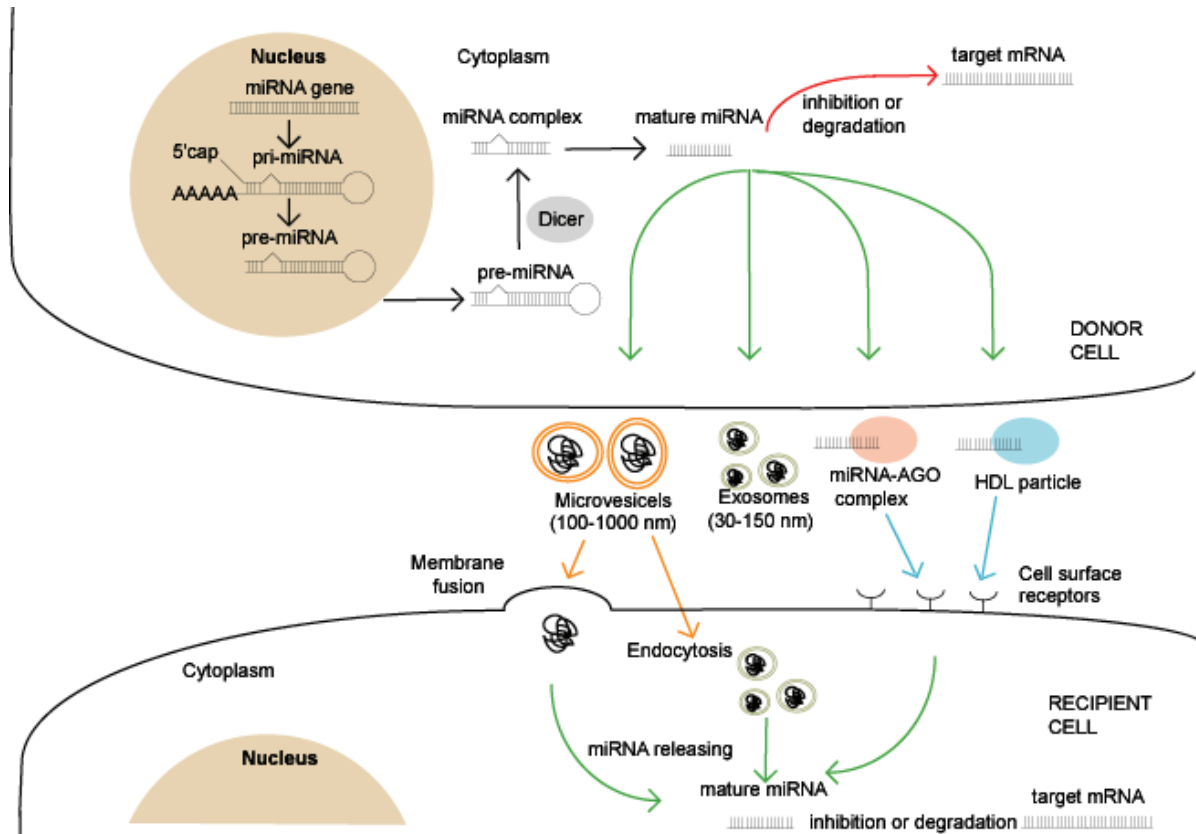 Nucleus
miRNA gene
5'cap
pri-miRNA
AAAAA
pre-miRNA
Cytoplasm
miRNA complex
Dicer
pre-miRNA
mature miRNA
inhibition or
degradation
target mRNA
DONOR
CELL
Microvesicels
(100-1000 nm)
Exosomes
(30-150 nm)
miRNA-AGO
complex
HDL particle
Membrane
fusion
Cell surface
receptors
Cytoplasm
Endocytosis
RECIPIENT
CELL
Nucleus
miRNA releasing
mature miRNA
inhibition or degradation
target mRNA